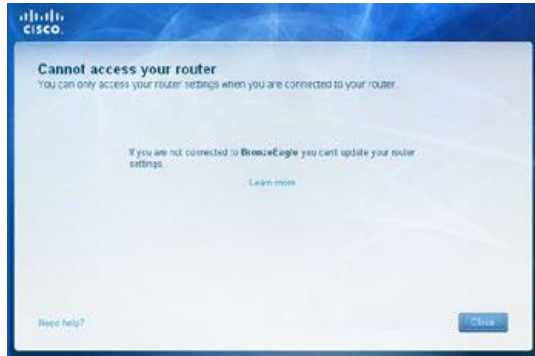 CISCO.
Cannot access your router
You can only access your router settings when you are connected to your router.
If you are not connected to BronzeEagle you can't update your router
settings.
Learn more
Need help?
Close